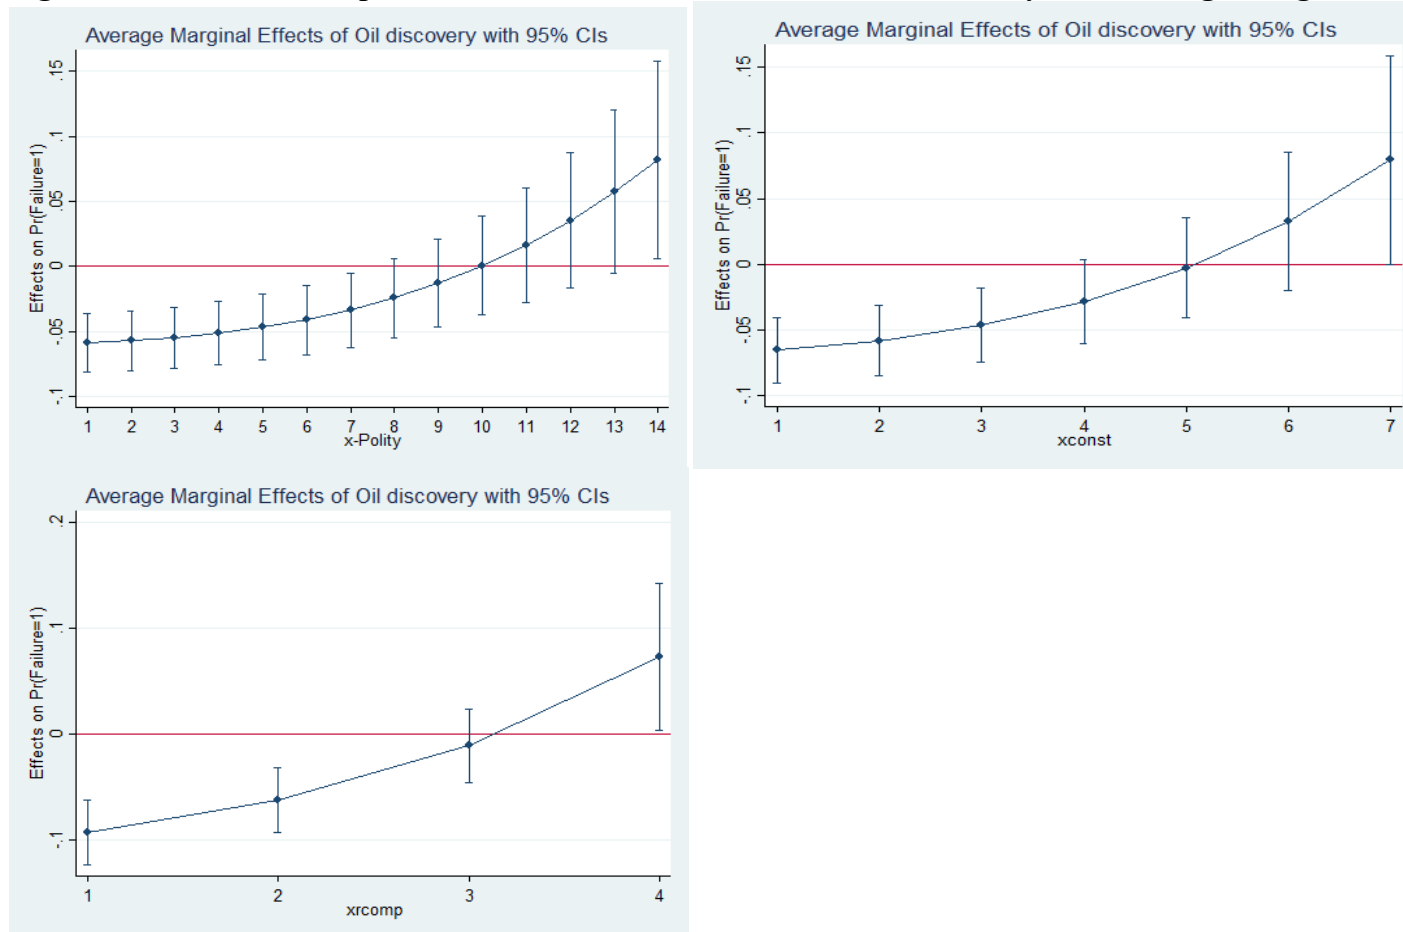 Average Marginal Effects of Oil discovery with 95% CIs
Effects on Pr(Failure=1)
.15
.1
.05
0
-.05
-.1
1 2 3 4 5 6 7 8 9 10 11 12 13 14
x-Polity
Average Marginal Effects of Oil discovery with 95% CIs
Effects on Pr(Failure=1)
.15
.1
.05
0
-.05
-.1
1 2 3 4 5 6 7
xconst
Average Marginal Effects of Oil discovery with 95% CIs
Effects on Pr(Failure=1)
.2
.1
0
-.1
1 2 3 4
xrcomp